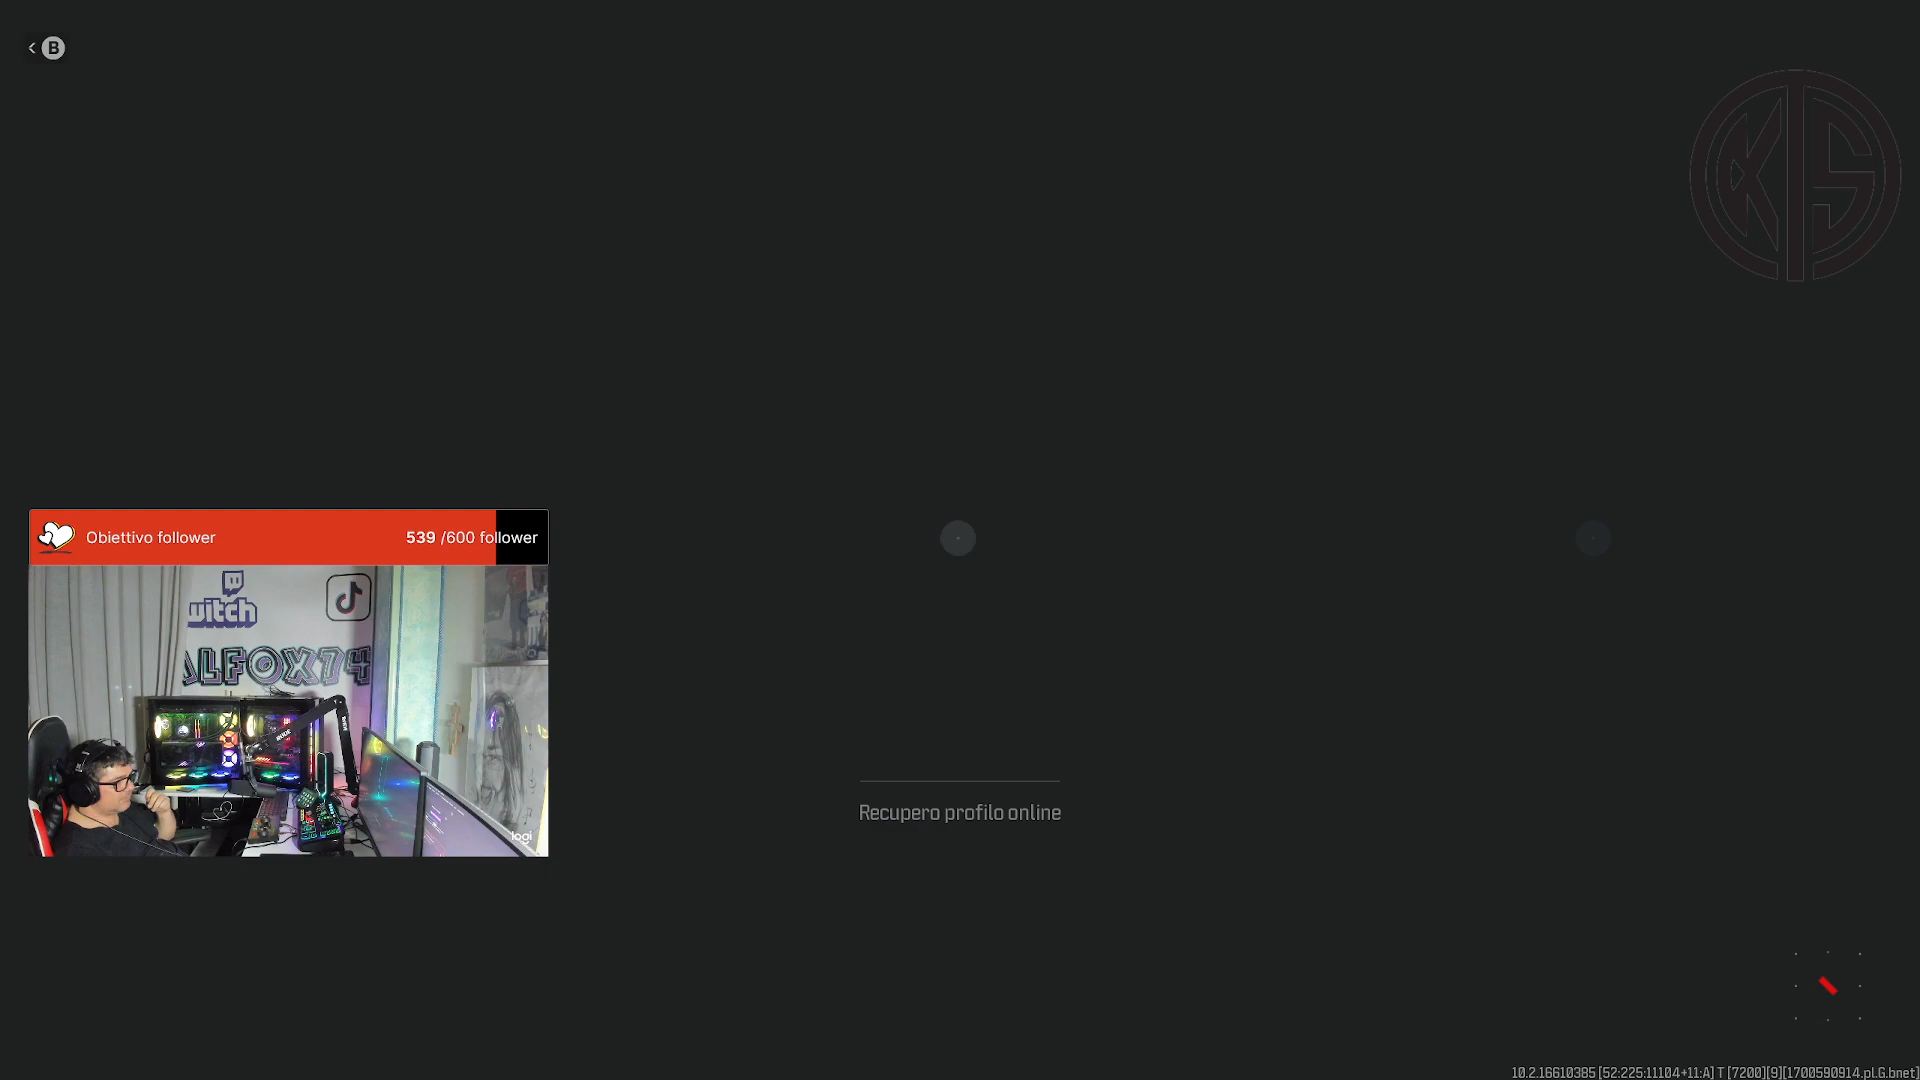 B
KTS
Obiettivo follower 539 /600 follower
witch
ALFOX74
logi
Recupero profilo online
10.2.16610385 [52:225:11104+11:A] T [7200][9][1700590914.pl.G.bnet]